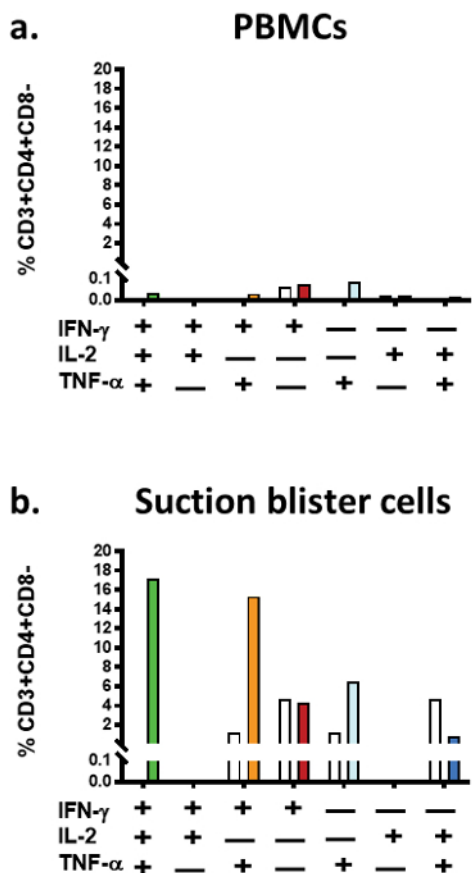 a. PBMCs
% CD3+CD4+CD8-
20
18
16
14
12
10
8
6
4
2
0.1
0.0
IFN-γ + + + + — — —
IL-2 + + — — — + +
TNF-α + — + — + — +
b. Suction blister cells
% CD3+CD4+CD8-
20
18
16
14
12
10
8
6
4
2
0.1
0.0
IFN-γ + + + + — — —
IL-2 + + — — — + +
TNF-α + — + — + — +